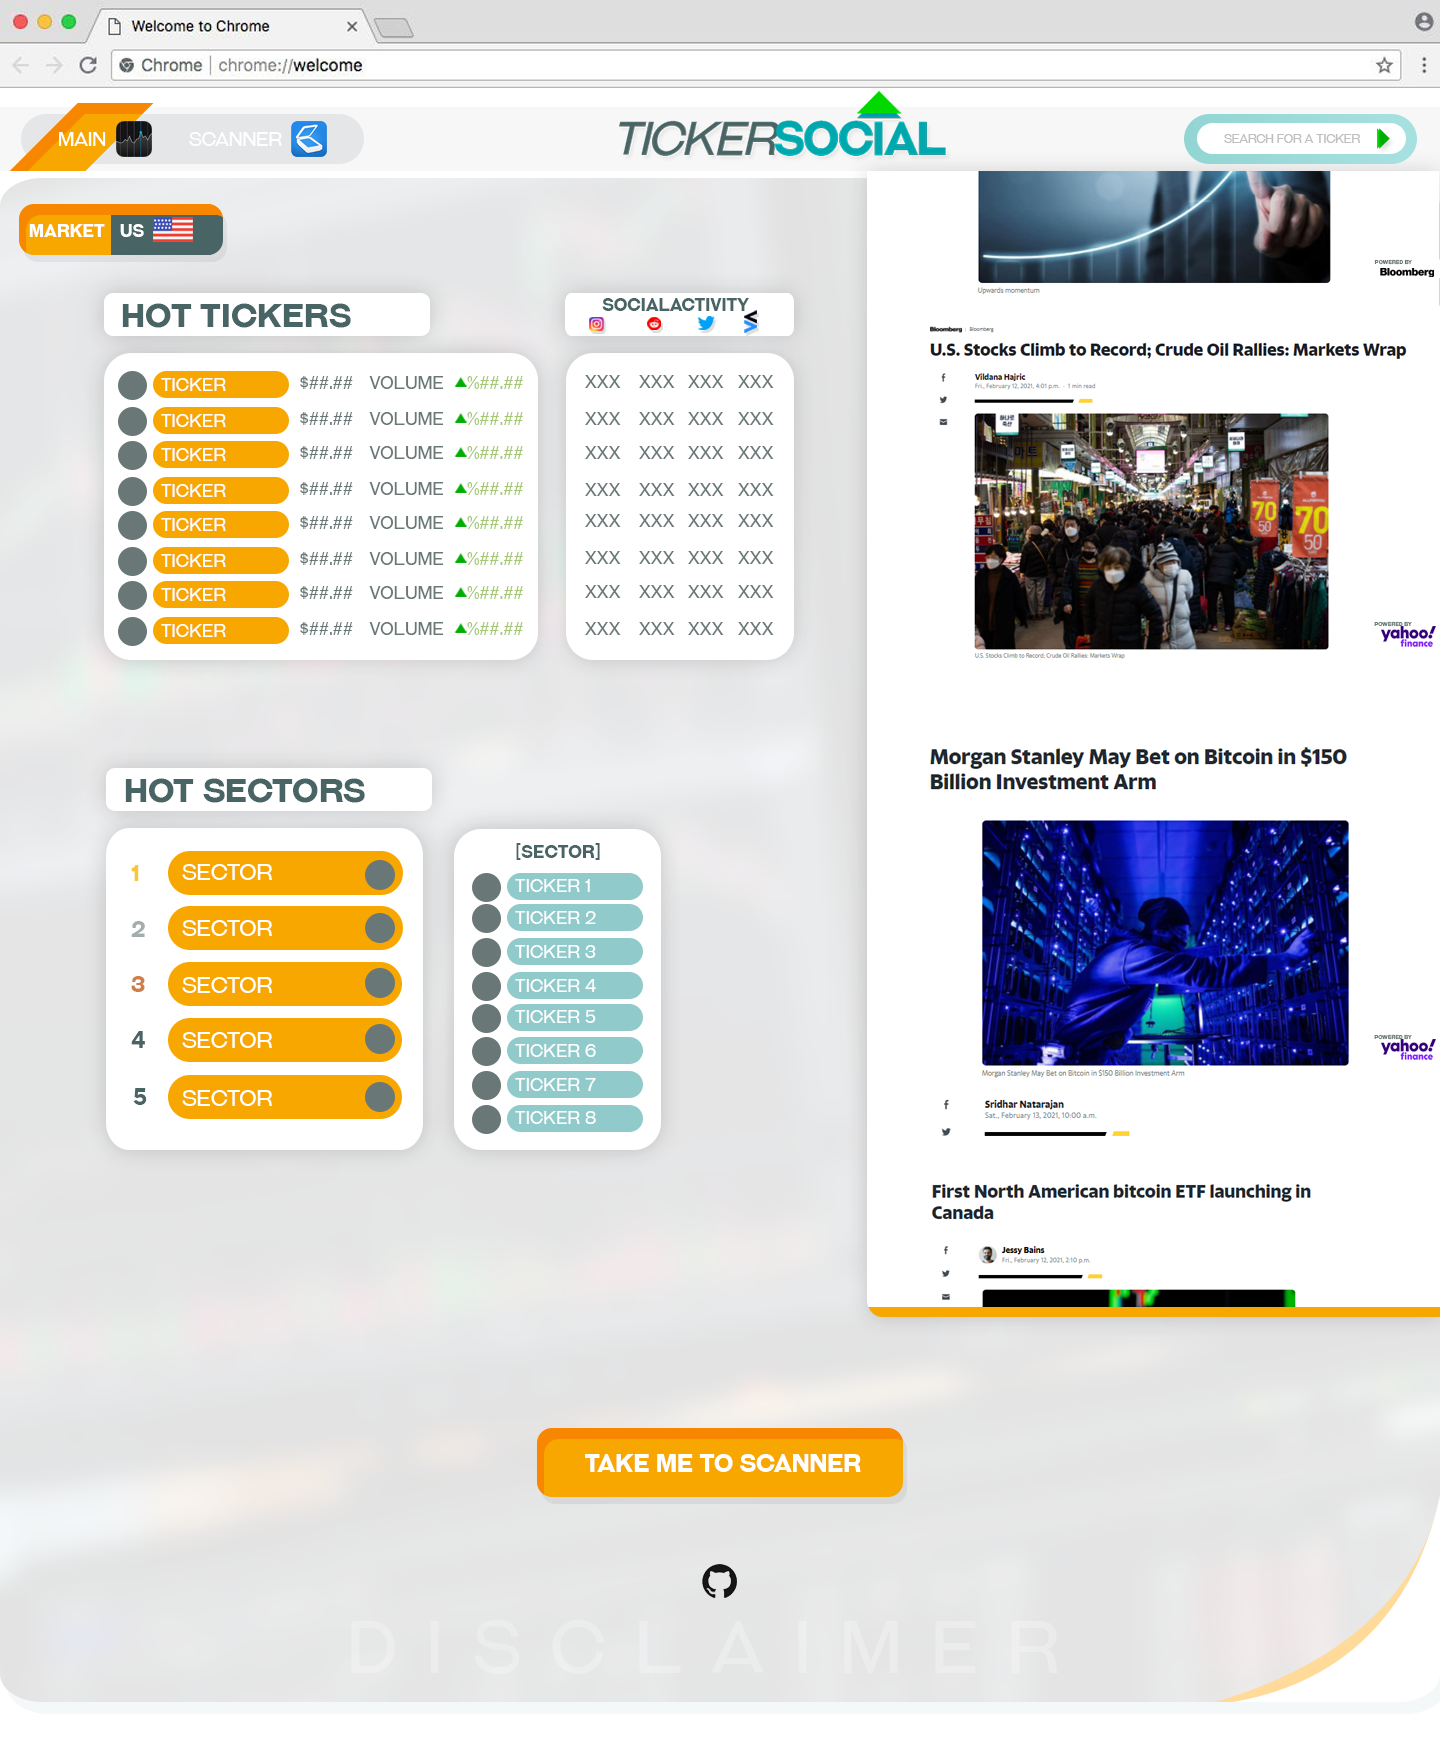 Welcome to Chrome
Chrome | chrome://welcome
MAIN
SCANNER
TICKERSOCIAL
SEARCH FOR A TICKER
MARKET US
HOT TICKERS
SOCIALACTIVITY
TICKER $##.## VOLUME %##.## XXX XXX XXX XXX
TICKER $##.## VOLUME %##.## XXX XXX XXX XXX
TICKER $##.## VOLUME %##.## XXX XXX XXX XXX
TICKER $##.## VOLUME %##.## XXX XXX XXX XXX
TICKER $##.## VOLUME %##.## XXX XXX XXX XXX
TICKER $##.## VOLUME %##.## XXX XXX XXX XXX
TICKER $##.## VOLUME %##.## XXX XXX XXX XXX
TICKER $##.## VOLUME %##.## XXX XXX XXX XXX
HOT SECTORS
1 SECTOR
2 SECTOR
3 SECTOR
4 SECTOR
5 SECTOR
[SECTOR]
TICKER 1
TICKER 2
TICKER 3
TICKER 4
TICKER 5
TICKER 6
TICKER 7
TICKER 8
POWERED BY
Bloomberg
Upwards momentum
Bloomberg | Bloomberg
U.S. Stocks Climb to Record; Crude Oil Rallies: Markets Wrap
Vildana Hajric
Fri., February 12, 2021, 4:01 p.m. · 1 min read
마트
70
50
70
50
POWERED BY
yahoo!
finance
U.S. Stocks Climb to Record; Crude Oil Rallies: Markets Wrap
Morgan Stanley May Bet on Bitcoin in $150
Billion Investment Arm
POWERED BY
yahoo!
finance
Morgan Stanley May Bet on Bitcoin in $150 Billion Investment Arm
Sridhar Natarajan
Sat., February 13, 2021, 10:00 a.m.
First North American bitcoin ETF launching in
Canada
Jessy Bains
Fri., February 12, 2021, 2:10 p.m.
TAKE ME TO SCANNER
DISCLAIMER